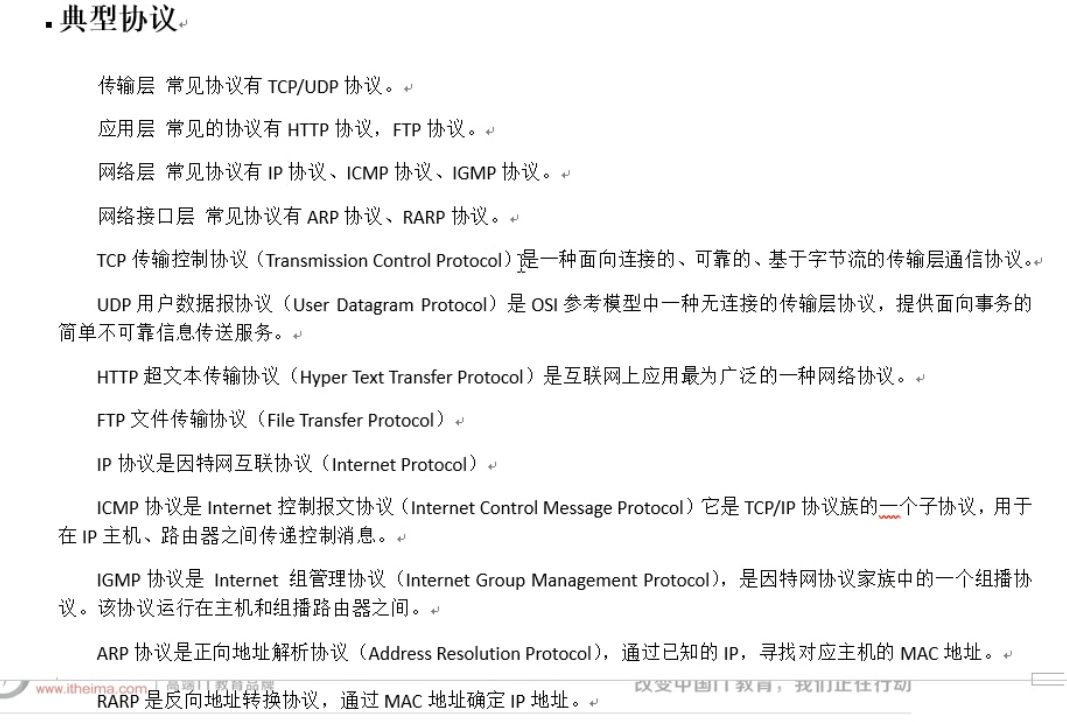 典型协议
传输层 常见协议有 TCP/UDP 协议。
应用层 常见的协议有 HTTP 协议，FTP 协议。
网络层 常见协议有 IP 协议、ICMP 协议、IGMP 协议。
网络接口层 常见协议有 ARP 协议、RARP 协议。
TCP 传输控制协议（Transmission Control Protocol）是一种面向连接的、可靠的、基于字节流的传输层通信协议。
UDP 用户数据报协议（User Datagram Protocol）是 OSI 参考模型中一种无连接的传输层协议，提供面向事务的
简单不可靠信息传送服务。
HTTP 超文本传输协议（Hyper Text Transfer Protocol）是互联网上应用最为广泛的一种网络协议。
FTP 文件传输协议（File Transfer Protocol）
IP 协议是因特网互联协议（Internet Protocol）
ICMP 协议是 Internet 控制报文协议（Internet Control Message Protocol）它是 TCP/IP 协议族的一个子协议，用于
在 IP 主机、路由器之间传递控制消息。
IGMP 协议是 Internet 组管理协议（Internet Group Management Protocol），是因特网协议家族中的一个组播协
议。该协议运行在主机和组播路由器之间。
ARP 协议是正向地址解析协议（Address Resolution Protocol），通过已知的 IP，寻找对应主机的 MAC 地址。
www.itheima.com 高端IT教育品牌 改变中国IT教育，我们正在行动
RARP 是反向地址转换协议，通过 MAC 地址确定 IP 地址。